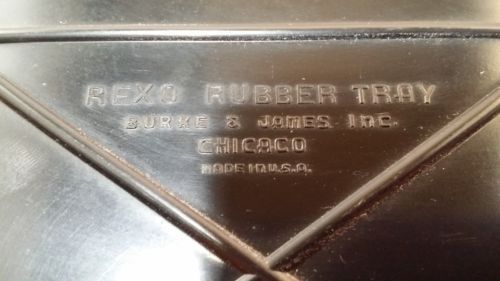 REXO RUBBER TRAY
BURKE & JAMES INC.
CHICAGO
MADE IN U.S.A.